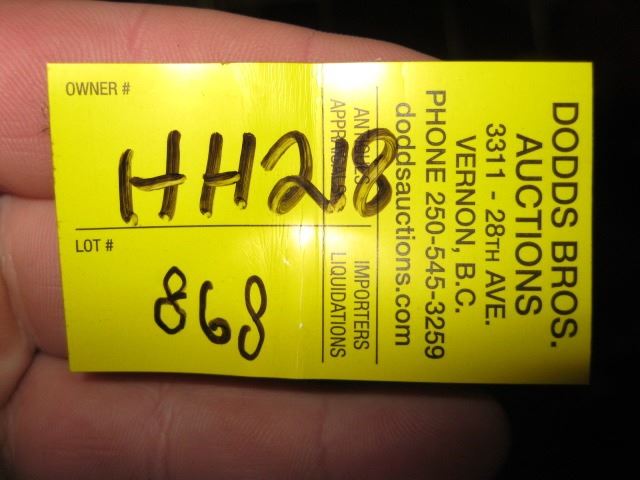 DODDS BROS.
AUCTIONS
3311 - 28TH AVE.
VERNON, B.C.
PHONE 250-545-3259
doddsauctions.com
ANTIQUES
IMPORTERS
APPRAISALS
LIQUIDATIONS
OWNER #
HH218
LOT #
868